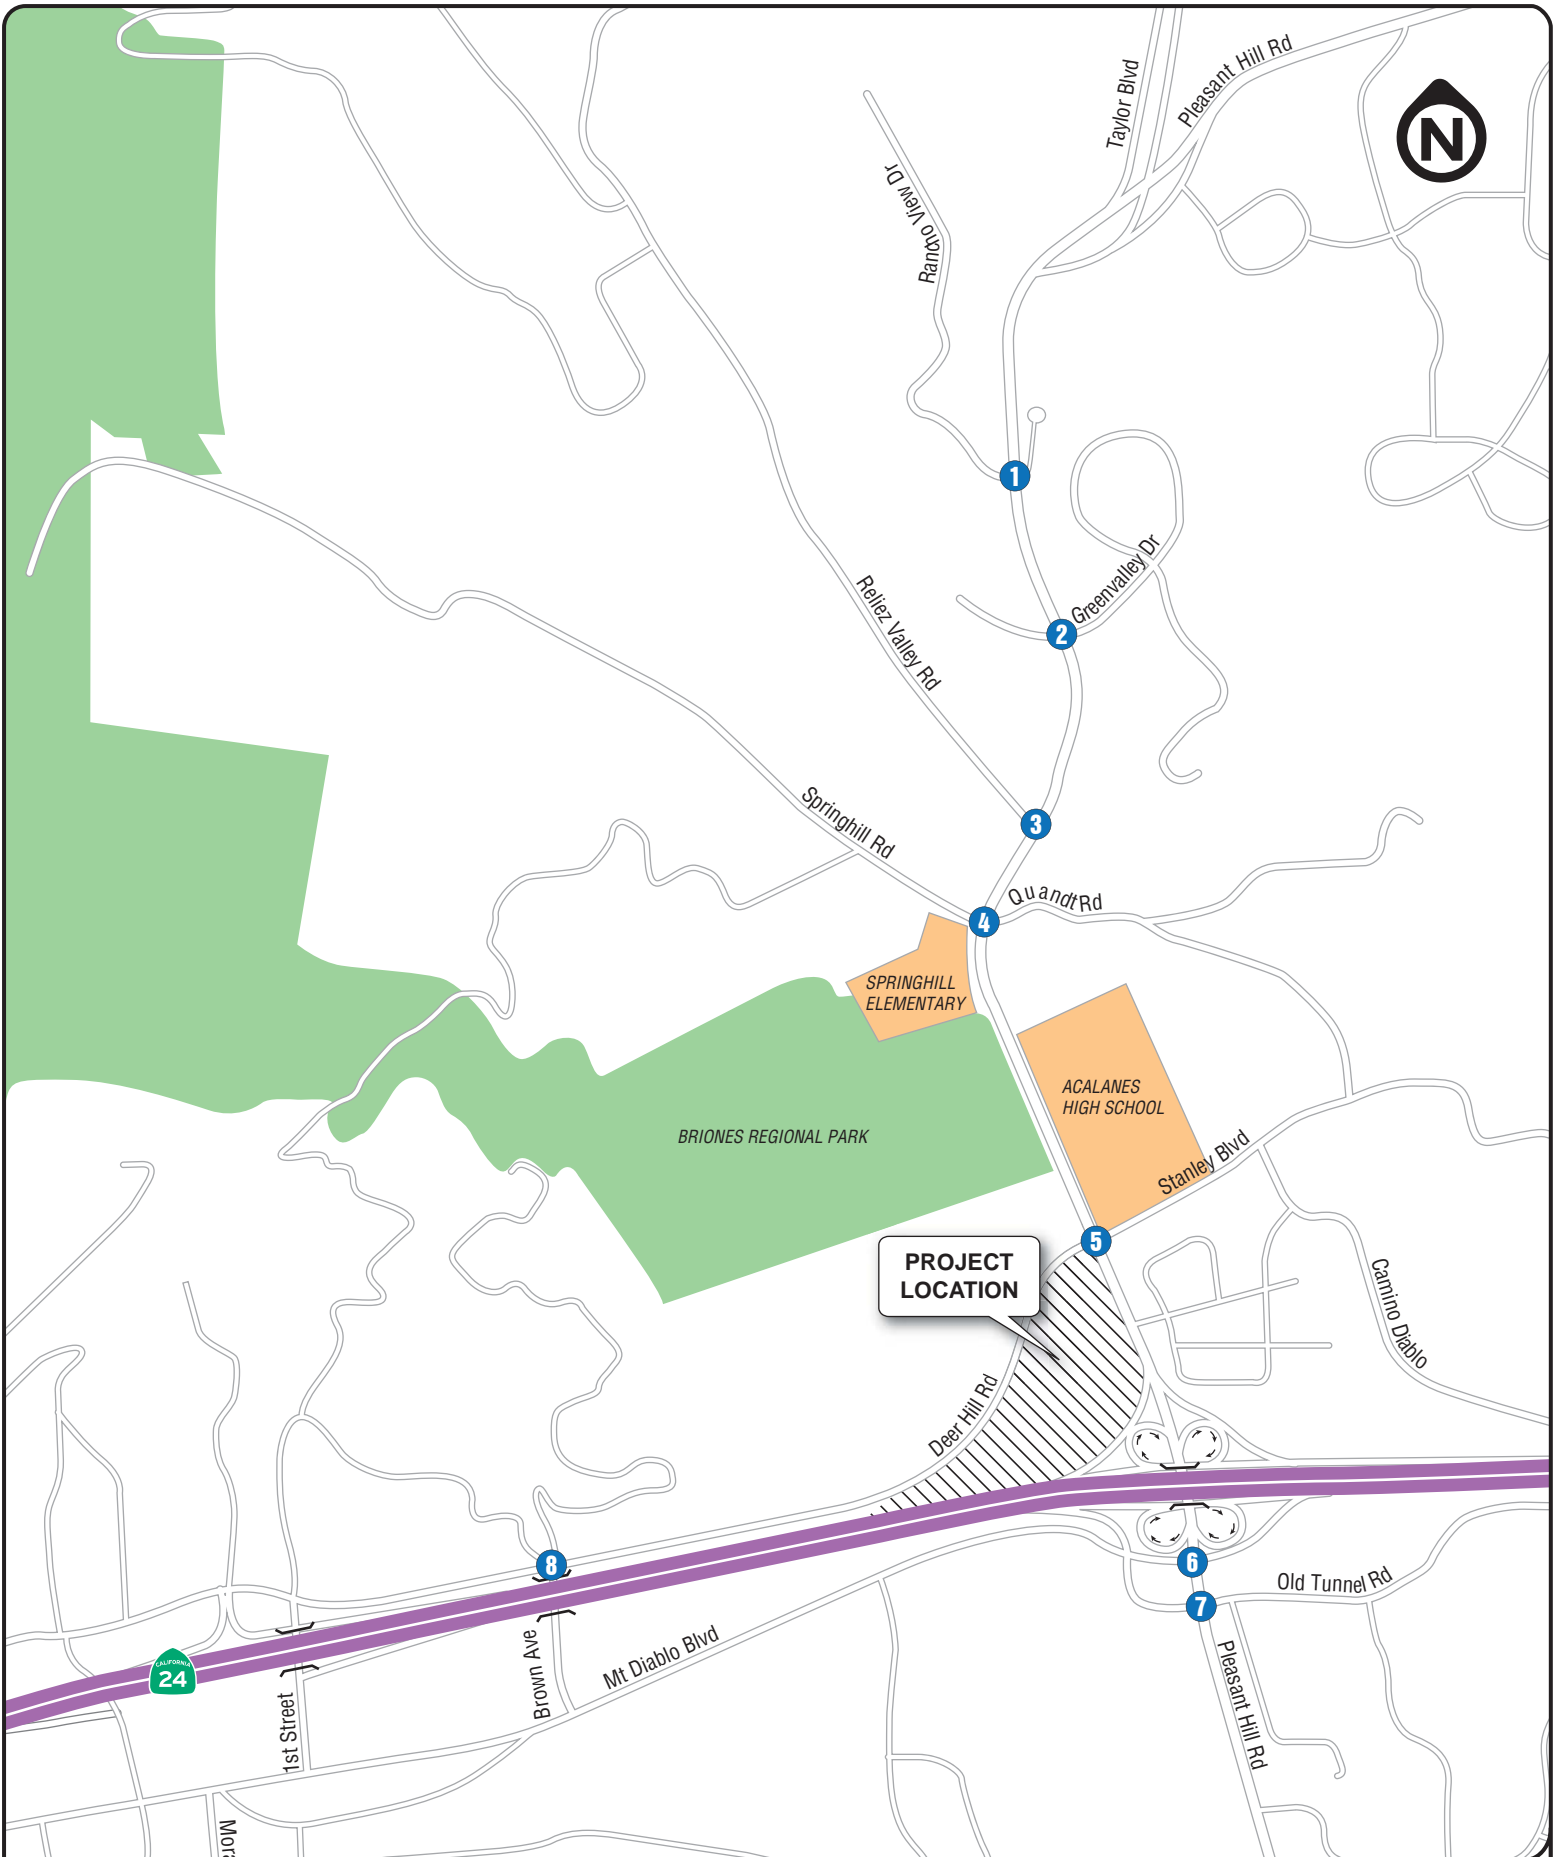 Taylor Blvd
Pleasant Hill Rd
N
Rancho View Dr
1
Greenvalley Dr
2
Reliez Valley Rd
3
Springhill Rd
Quandt Rd
4
SPRINGHILL
ELEMENTARY
ACALANES
HIGH SCHOOL
BRIONES REGIONAL PARK
Stanley Blvd
5
PROJECT
LOCATION
Camino Diablo
Deer Hill Rd
8
6
7
Old Tunnel Rd
CALIFORNIA
24
Brown Ave
Mt Diablo Blvd
1st Street
Pleasant Hill Rd